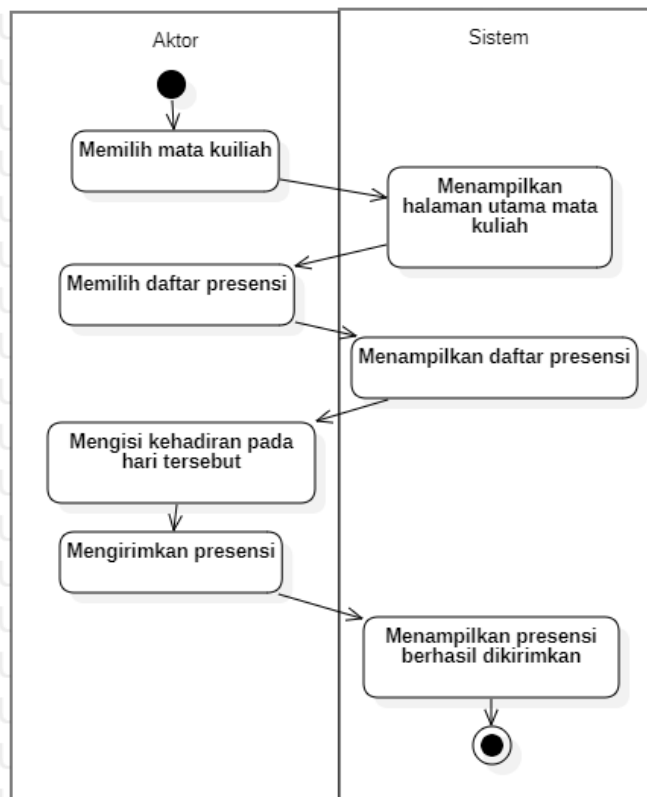 Aktor
Sistem
Memilih mata kuiliah
Menampilkan
halaman utama mata
kuliah
Memilih daftar presensi
Menampilkan daftar presensi
Mengisi kehadiran pada
hari tersebut
Mengirimkan presensi
Menampilkan presensi
berhasil dikirimkan